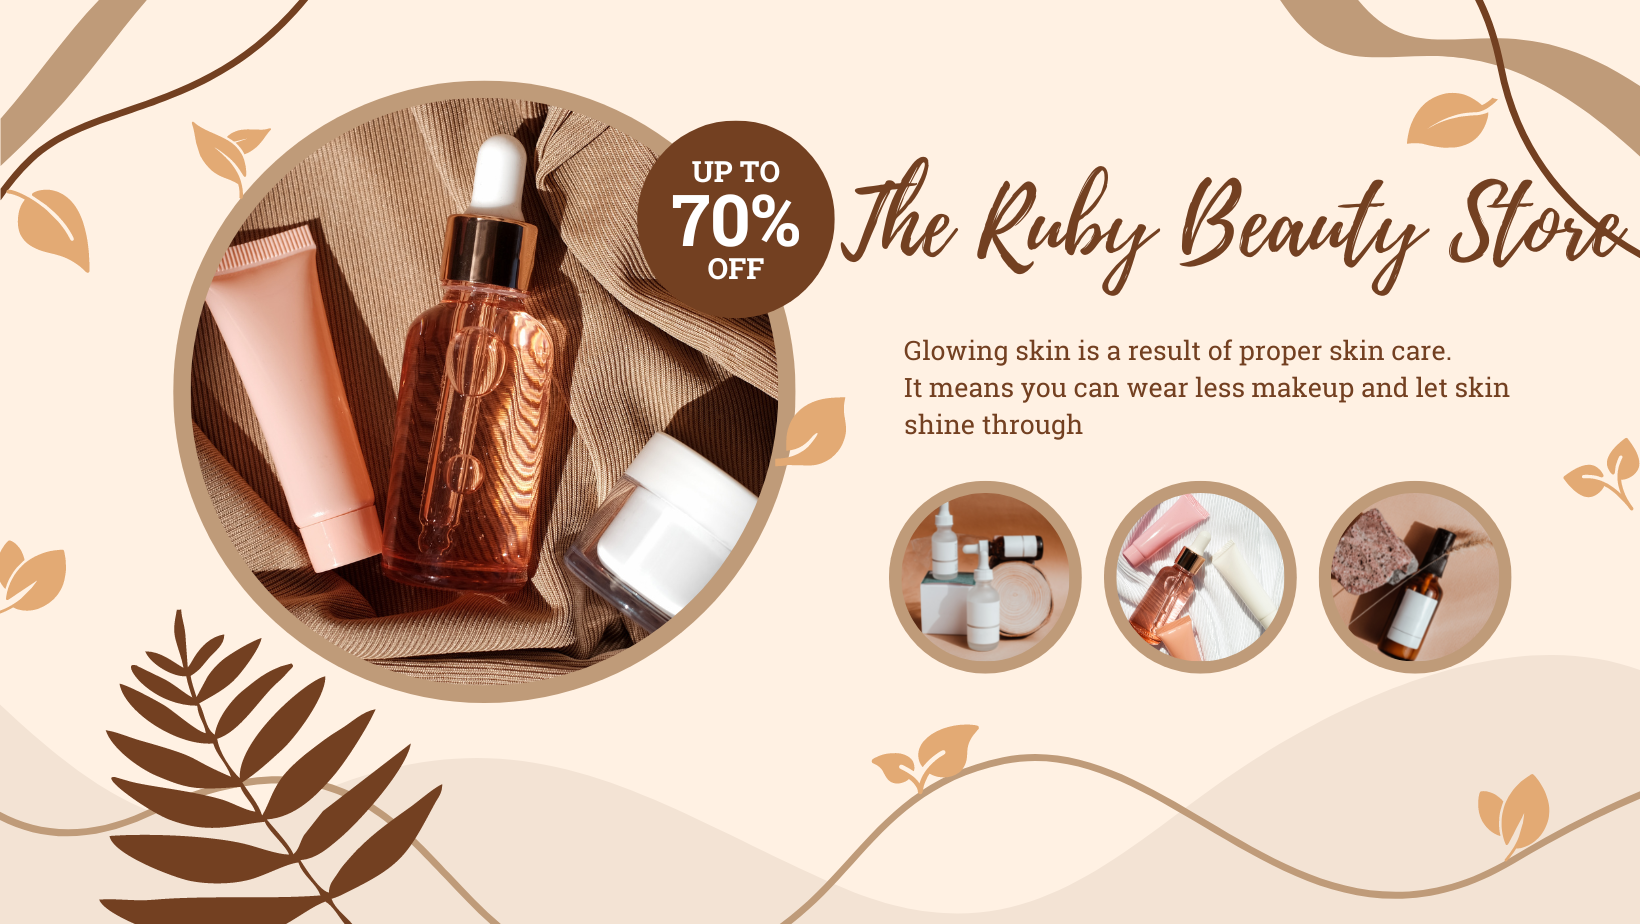 UP TO
70%
OFF
The Ruby Beauty Store
Glowing skin is a result of proper skin care.
It means you can wear less makeup and let skin
shine through